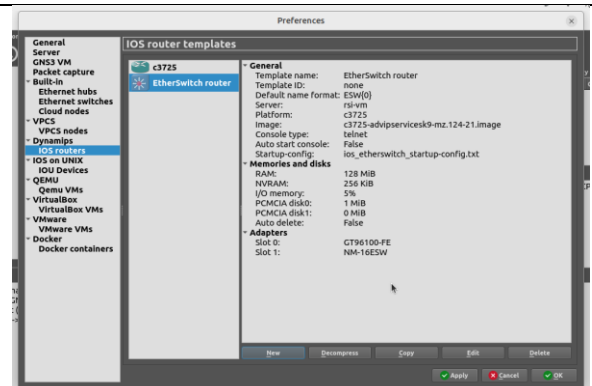 Preferences
General
Server
GNS3 VM
Packet capture
Built-in
Ethernet hubs
Ethernet switches
Cloud nodes
VPCS
VPCS nodes
Dynamips
IOS routers
IOS on UNIX
IOU Devices
QEMU
Qemu VMs
VirtualBox
VirtualBox VMs
VMware
VMware VMs
Docker
Docker containers
IOS router templates
c3725
EtherSwitch router
General
Template name: EtherSwitch router
Template ID: none
Default name format: ESW{0}
Server: rsi-vm
Platform: c3725
Image: c3725-advipservicesk9-mz.124-21.image
Console type: telnet
Auto start console: False
Startup-config: ios_etherswitch_startup-config.txt
Memories and disks
RAM: 128 MiB
NVRAM: 256 KiB
I/O memory: 5%
PCMCIA disk0: 1 MiB
PCMCIA disk1: 0 MiB
Auto delete: False
Adapters
Slot 0: GT96100-FE
Slot 1: NM-16ESW
New Decompress Copy Edit Delete
Apply Cancel OK